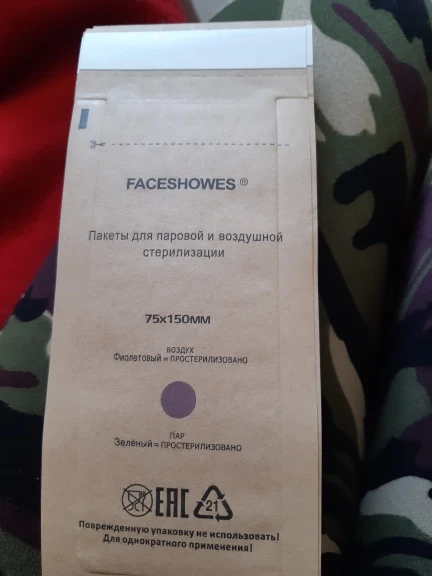 FACESHOWES ®
Пакеты для паровой и воздушной
стерилизации
75x150мм
ВОЗДУХ
Фиолетовый = ПРОСТЕРИЛИЗОВАНО
ПАР
Зелёный = ПРОСТЕРИЛИЗОВАНО
EAC 21
Поврежденную упаковку не использовать!
Для однократного применения!